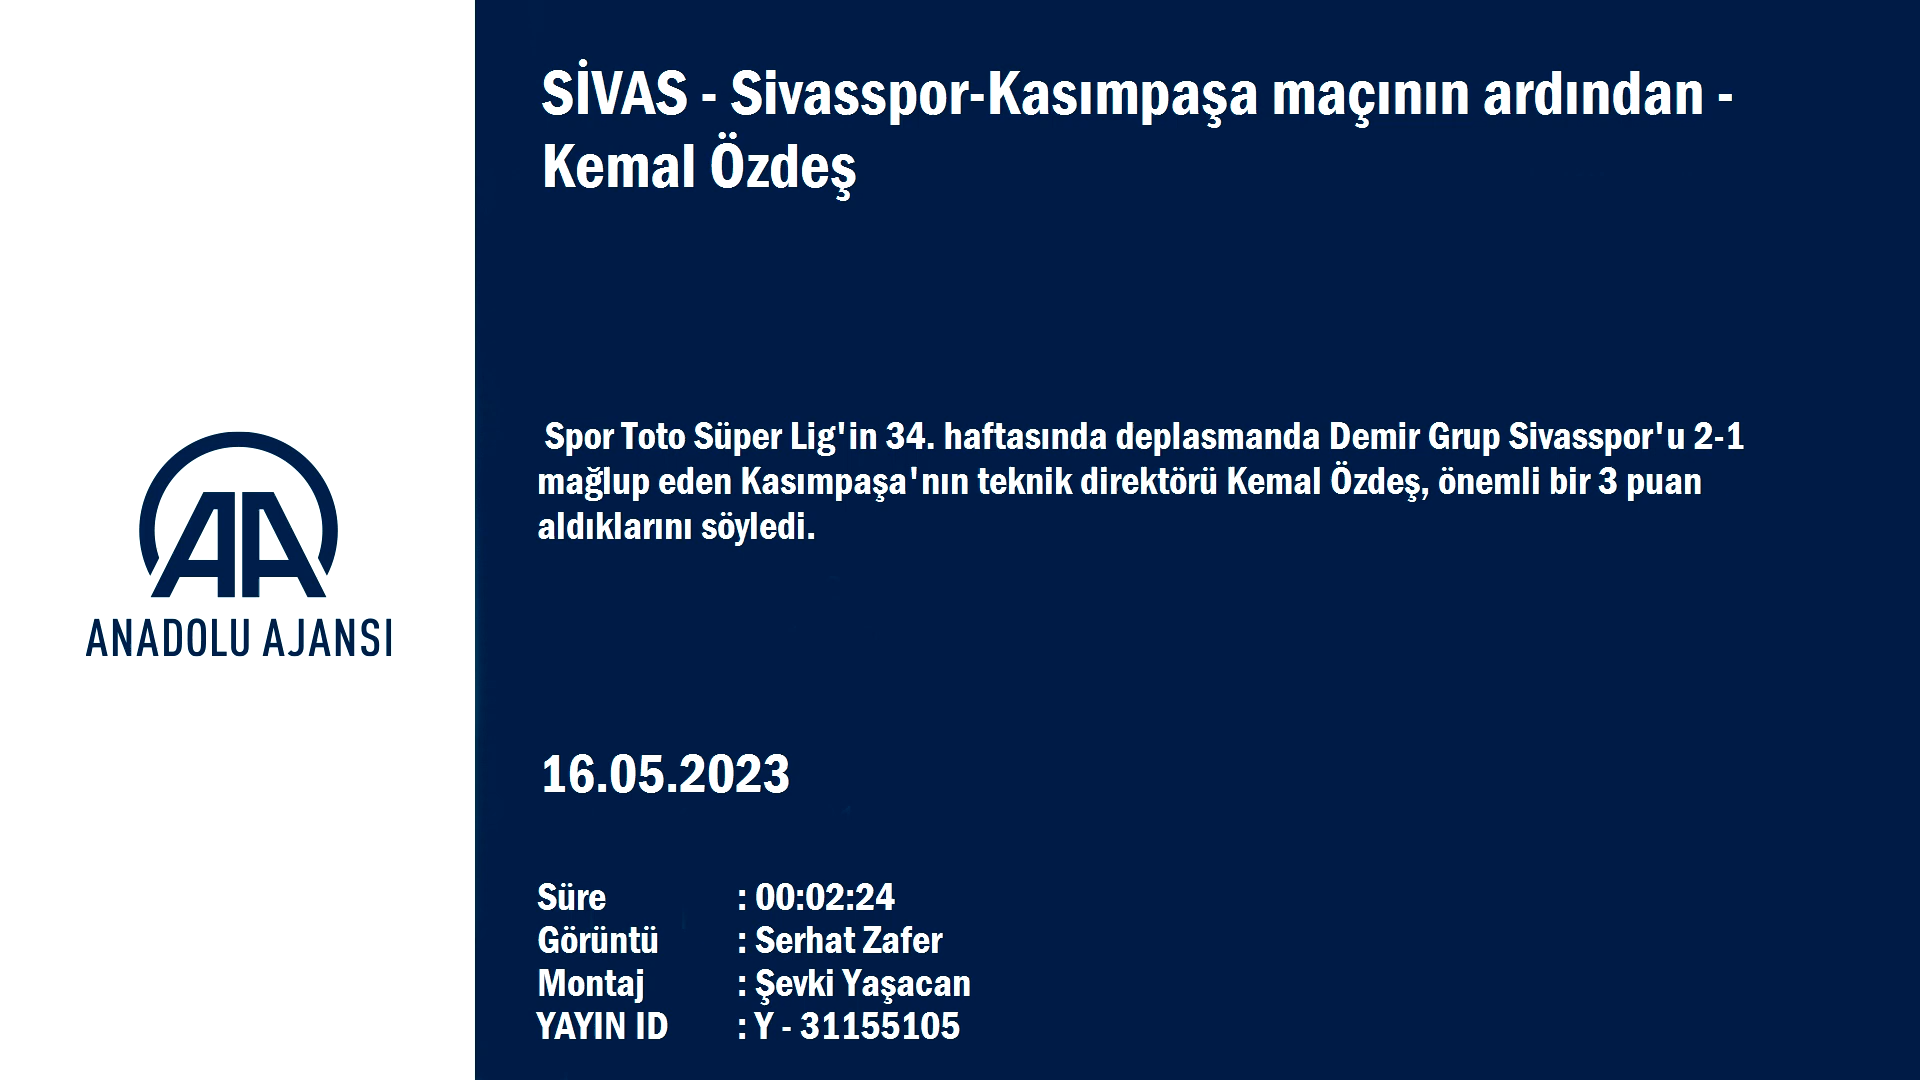 SİVAS - Sivasspor-Kasımpaşa maçının ardından -
Kemal Özdeş
Spor Toto Süper Lig'in 34. haftasında deplasmanda Demir Grup Sivasspor'u 2-1
mağlup eden Kasımpaşa'nın teknik direktörü Kemal Özdeş, önemli bir 3 puan
aldıklarını söyledi.
AA
ANADOLU AJANSI
16.05.2023
Süre : 00:02:24
Görüntü : Serhat Zafer
Montaj : Şevki Yaşacan
YAYIN ID : Y - 31155105